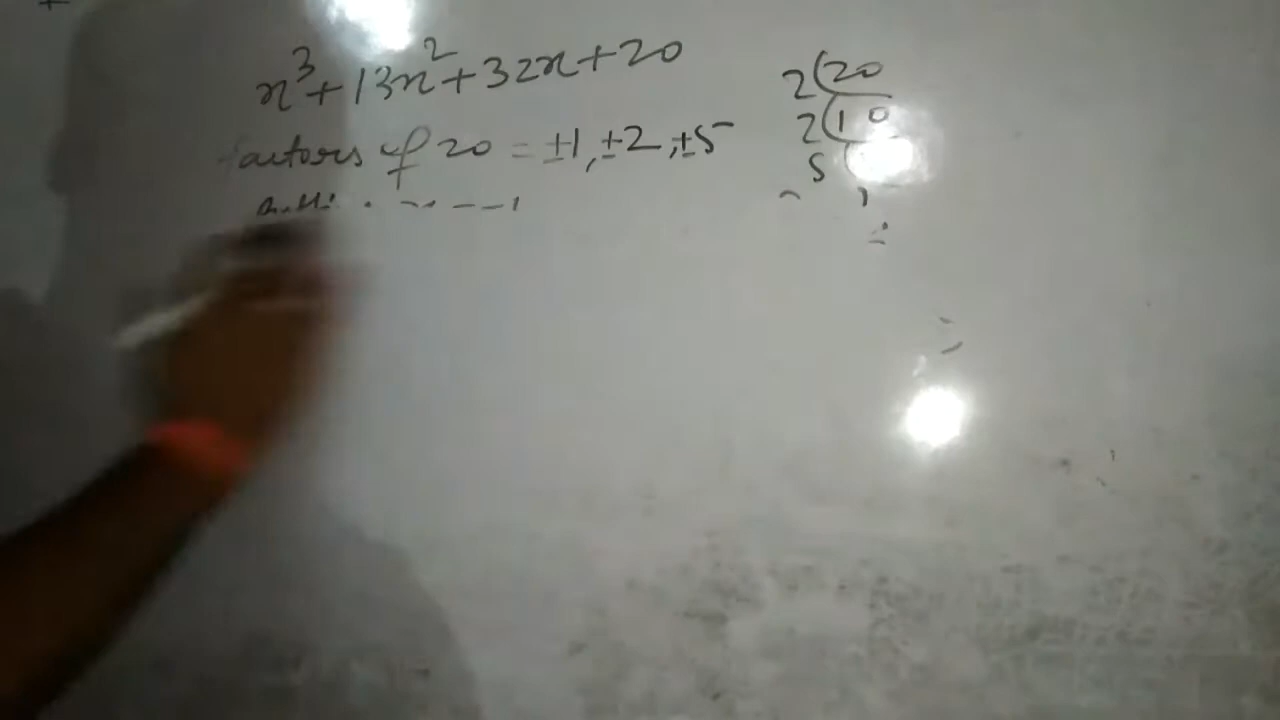 x³+13x²+32x+20
factors of 20 = ±1, ±2, ±5
2(20
2(10
5